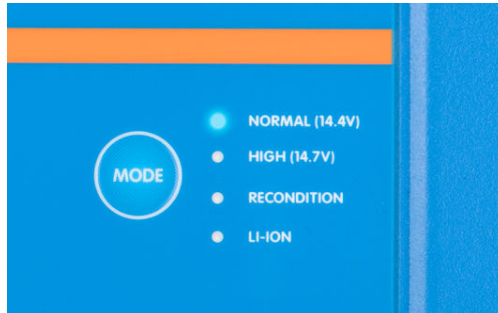 NORMAL (14.4V)
HIGH (14.7V)
MODE
RECONDITION
LI-ION